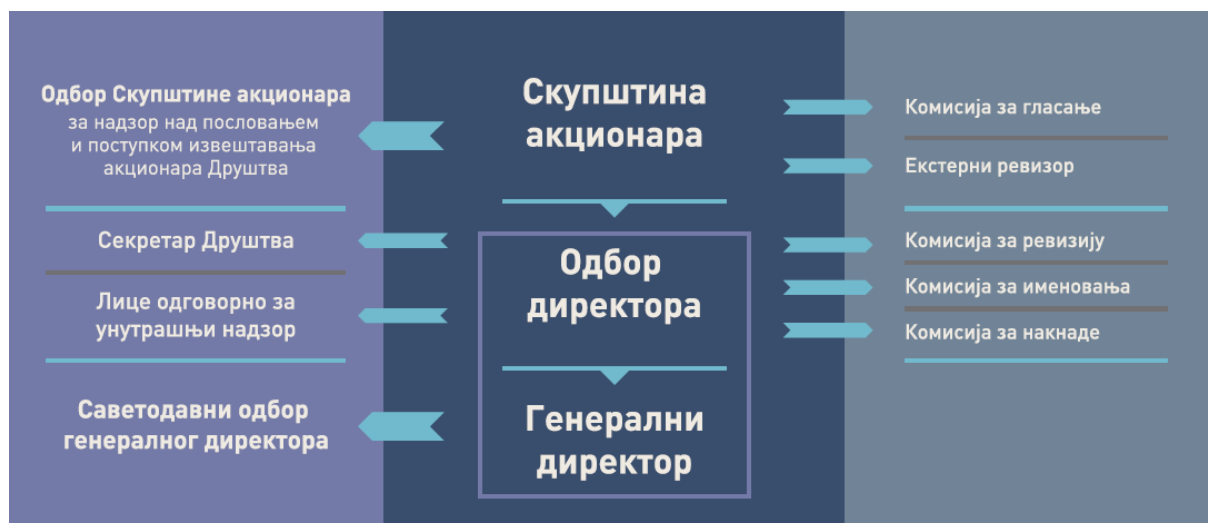 Одбор Скупштине акционара
за надзор над пословањем
и поступком извештавања
акционара Друштва
Секретар Друштва
Лице одговорно за
унутрашњи надзор
Саветодавни одбор
генералног директора
Скупштина
акционара
Одбор
директора
Генерални
директор
Комисија за гласање
Екстерни ревизор
Комисија за ревизију
Комисија за именовања
Комисија за накнаде